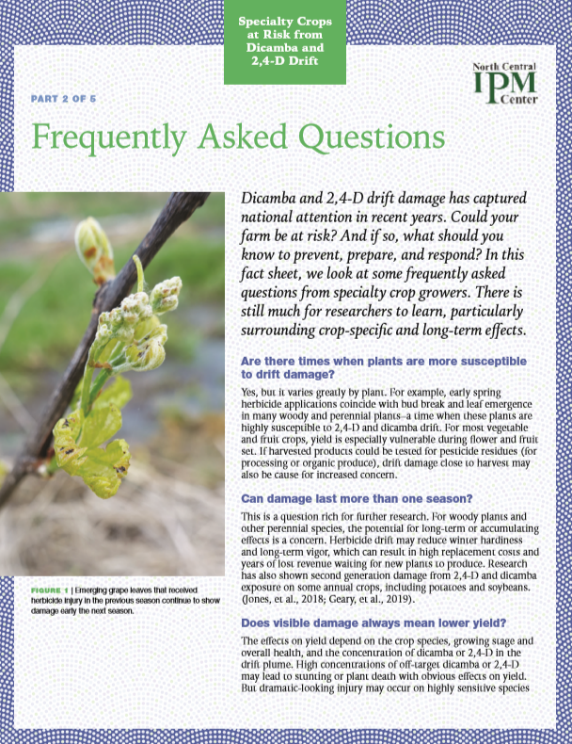 Specialty Crops
at Risk from
Dicamba and
2,4-D Drift
North Central
IPM
Center
PART 2 OF 5
Frequently Asked Questions
Dicamba and 2,4-D drift damage has captured
national attention in recent years. Could your
farm be at risk? And if so, what should you
know to prevent, prepare, and respond? In this
fact sheet, we look at some frequently asked
questions from specialty crop growers. There is
still much for researchers to learn, particularly
surrounding crop-specific and long-term effects.
Are there times when plants are more susceptible
to drift damage?
Yes, but it varies greatly by plant. For example, early spring
herbicide applications coincide with bud break and leaf emergence
in many woody and perennial plants–a time when these plants are
highly susceptible to 2,4-D and dicamba drift. For most vegetable
and fruit crops, yield is especially vulnerable during flower and fruit
set. If harvested products could be tested for pesticide residues (for
processing or organic produce), drift damage close to harvest may
also be cause for increased concern.
Can damage last more than one season?
This is a question rich for further research. For woody plants and
other perennial species, the potential for long-term or accumulating
effects is a concern. Herbicide drift may reduce winter hardiness
and long-term vigor, which can result in high replacement costs and
years of lost revenue waiting for new plants to produce. Research
has also shown second generation damage from 2,4-D and dicamba
exposure on some annual crops, including potatoes and soybeans.
(Jones, et al., 2018; Geary, et al., 2019).
Does visible damage always mean lower yield?
The effects on yield depend on the crop species, growing stage and
overall health, and the concentration of dicamba or 2,4-D in the
drift plume. High concentrations of off-target dicamba or 2,4-D
may lead to stunting or plant death with obvious effects on yield.
But dramatic-looking injury may occur on highly sensitive species
FIGURE 1 | Emerging grape leaves that received
herbicide injury in the previous season continue to show
damage early the next season.